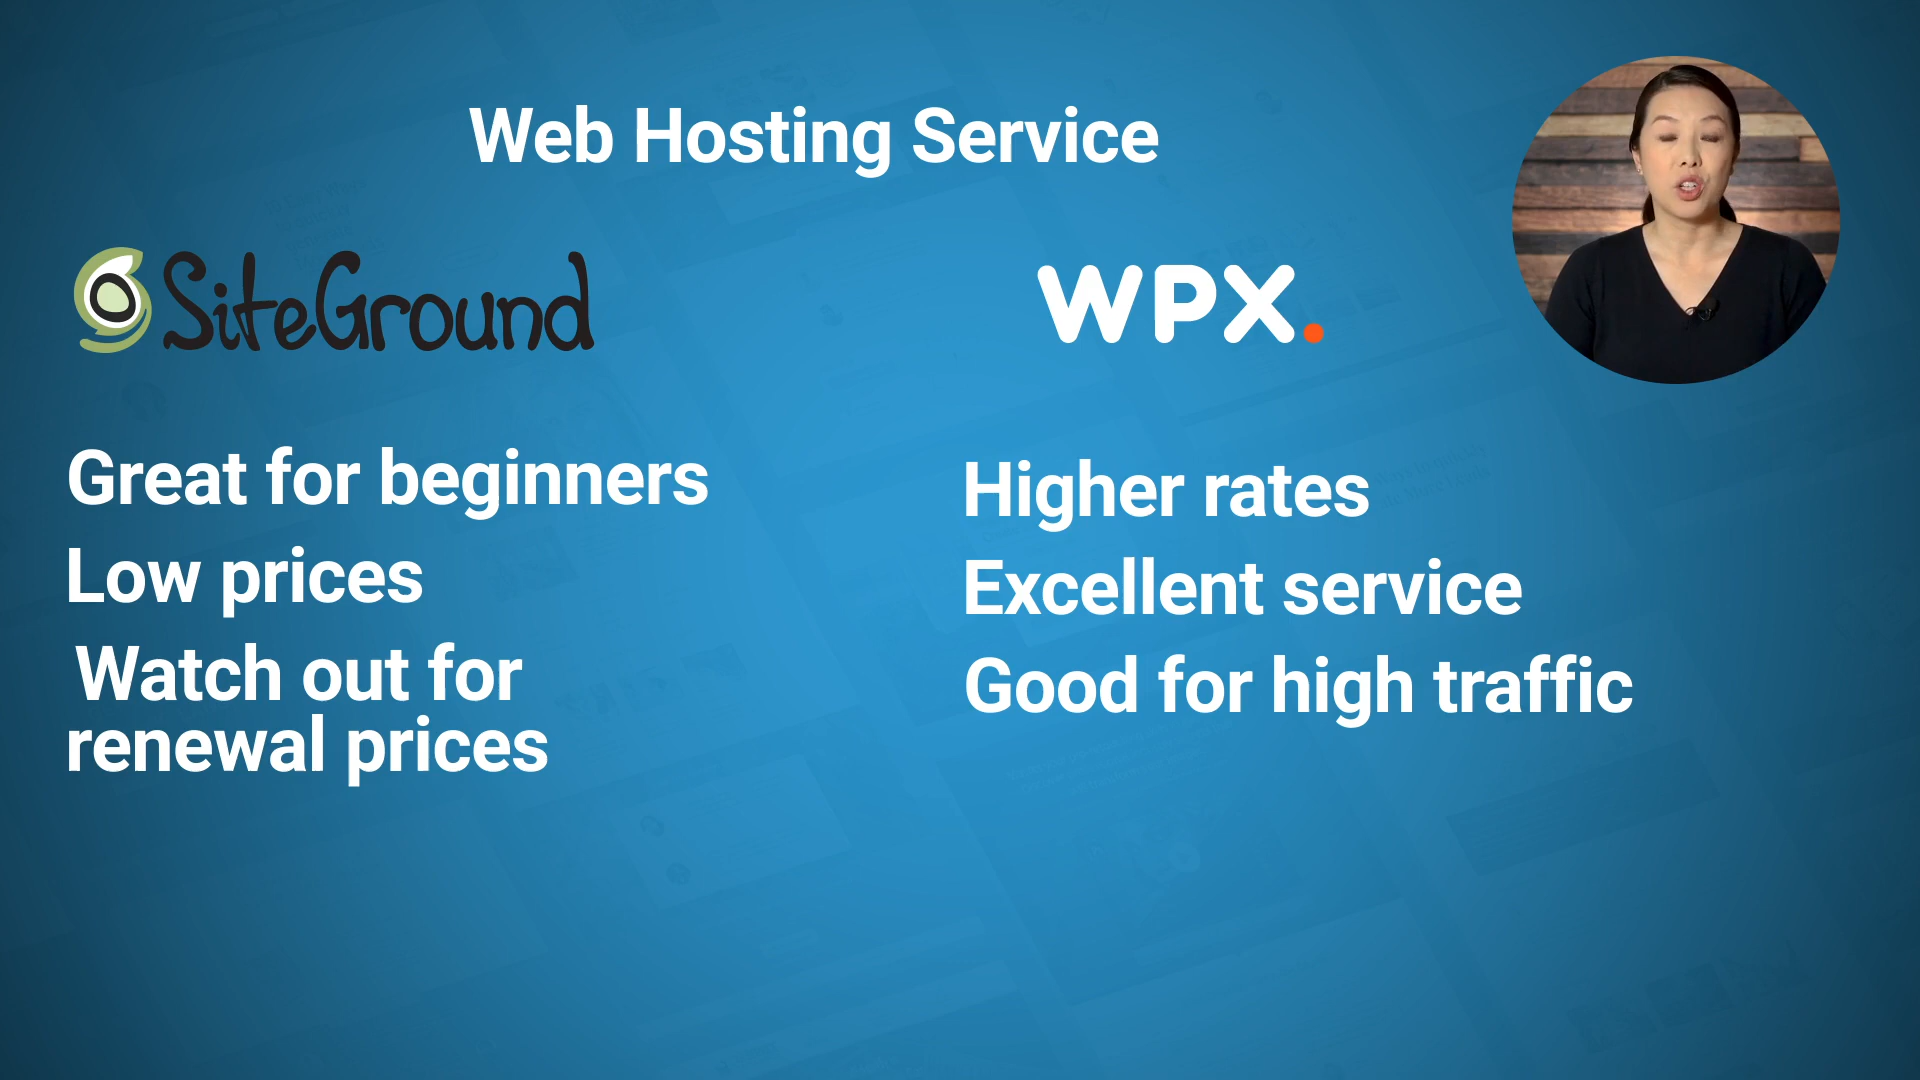 Web Hosting Service
SiteGround
Great for beginners
Low prices
Watch out for
renewal prices
WPX.
Higher rates
Excellent service
Good for high traffic